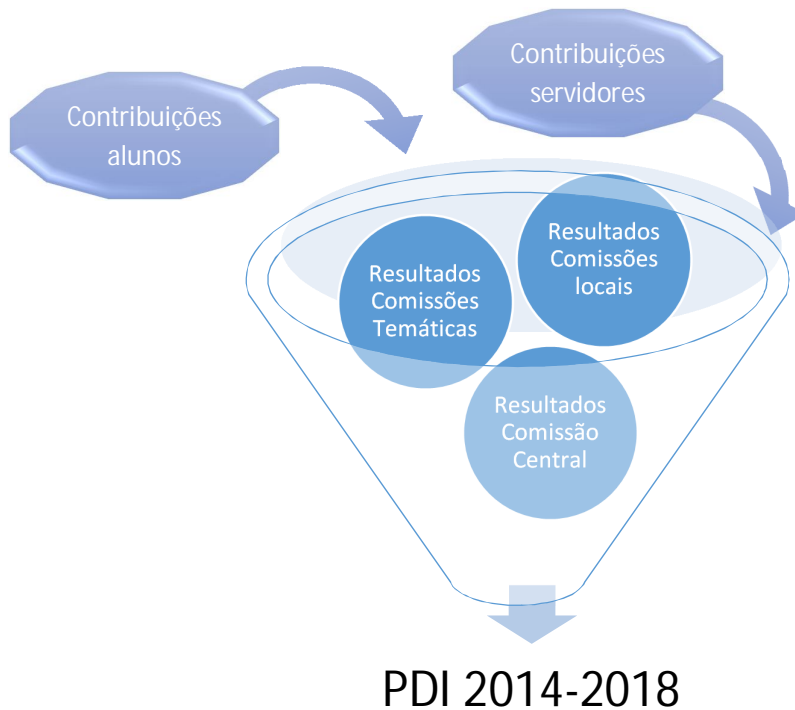 Contribuições
alunos
Contribuições
servidores
Resultados
Comissões
Temáticas
Resultados
Comissões
locais
Resultados
Comissão
Central
PDI 2014-2018